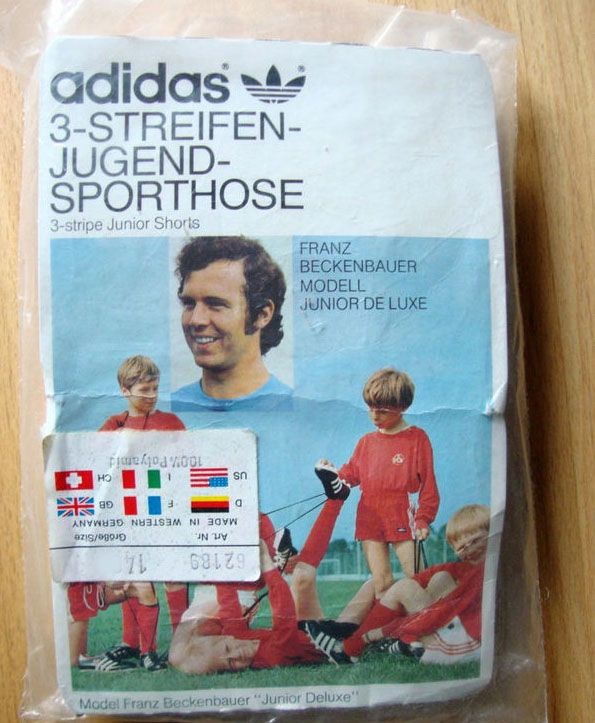 adidas® ®
3-STREIFEN-
JUGEND-
SPORTHOSE
3-stripe Junior Shorts
FRANZ
BECKENBAUER
MODELL
JUNIOR DE LUXE
62189 14
Art. Nr. Größe/Size
MADE IN WESTERN GERMANY
D F GB
US I CH
100% Polyamid
Model Franz Beckenbauer "Junior Deluxe"